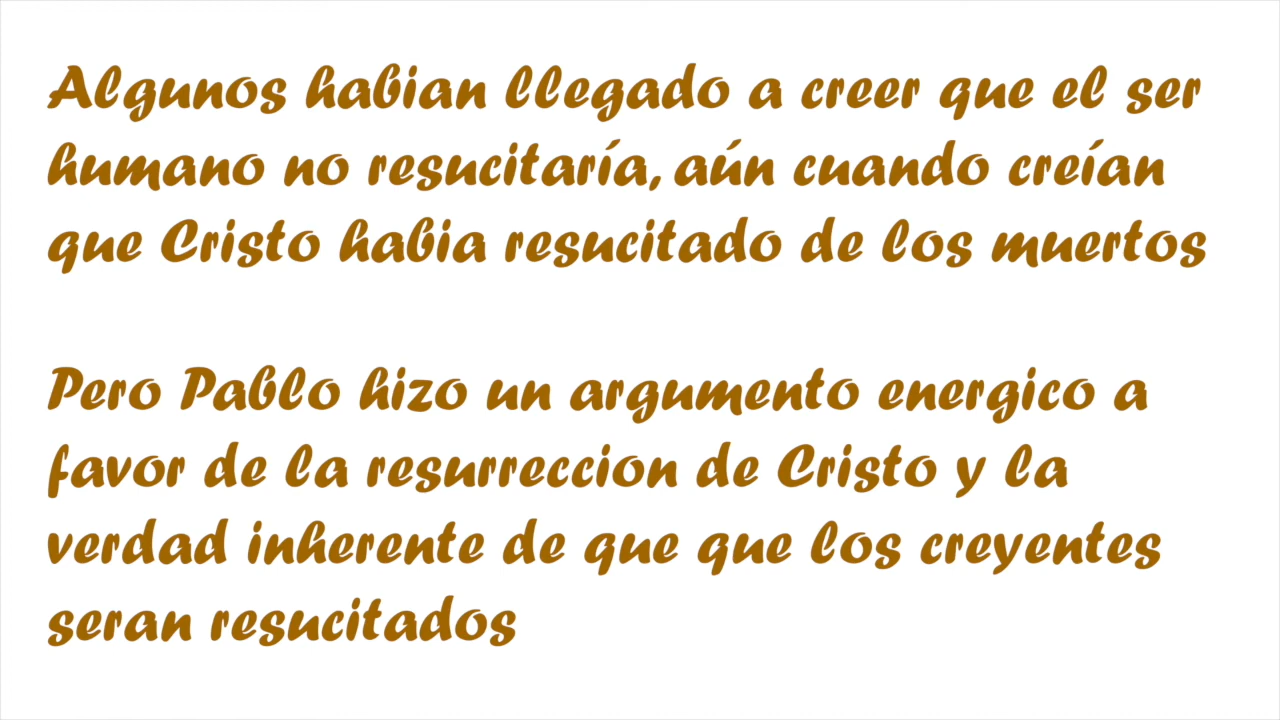 Algunos habian llegado a creer que el ser
humano no resucitaría, aún cuando creían
que Cristo habia resucitado de los muertos
Pero Pablo hizo un argumento energico a
favor de la resurreccion de Cristo y la
verdad inherente de que que los creyentes
seran resucitados